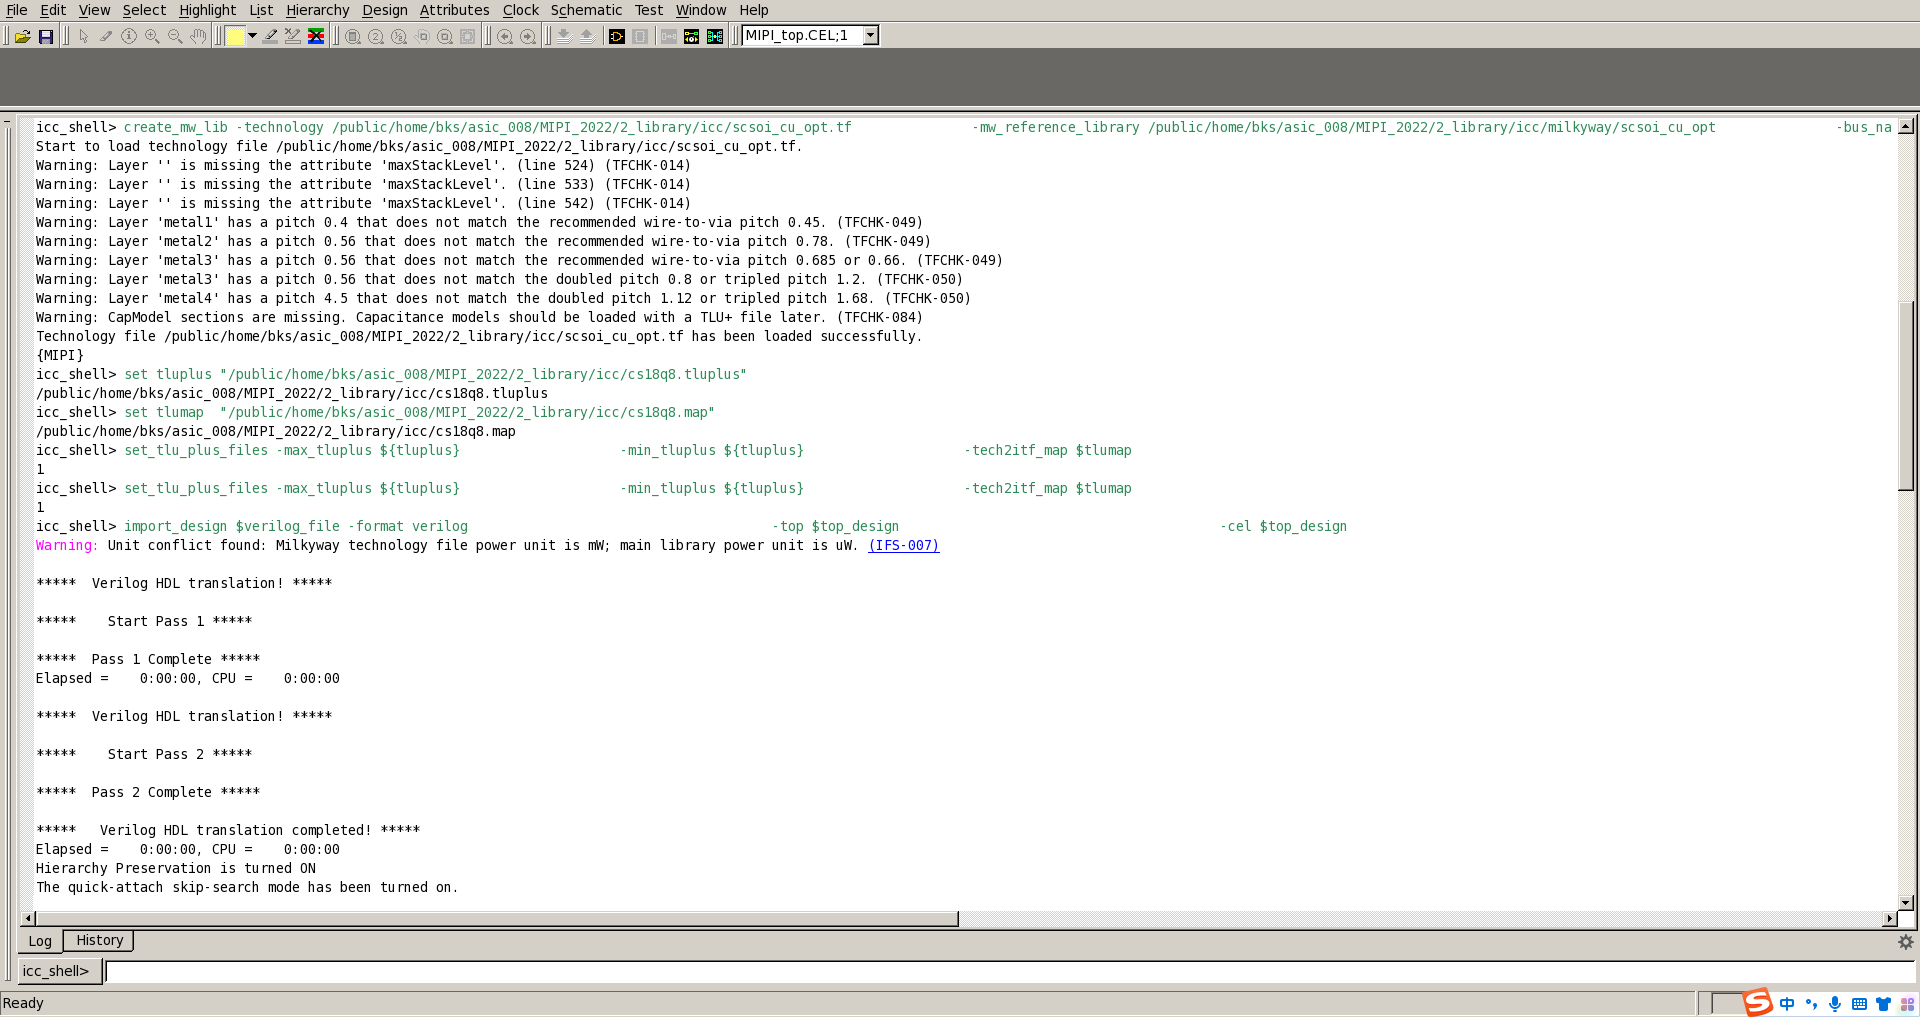 File Edit View Select Highlight List Hierarchy Design Attributes Clock Schematic Test Window Help
MIPI_top.CEL;1
icc_shell> create_mw_lib -technology /public/home/bks/asic_008/MIPI_2022/2_library/icc/scsoi_cu_opt.tf -mw_reference_library /public/home/bks/asic_008/MIPI_2022/2_library/icc/milkyway/scsoi_cu_opt -bus_na
Start to load technology file /public/home/bks/asic_008/MIPI_2022/2_library/icc/scsoi_cu_opt.tf.
Warning: Layer '' is missing the attribute 'maxStackLevel'. (line 524) (TFCHK-014)
Warning: Layer '' is missing the attribute 'maxStackLevel'. (line 533) (TFCHK-014)
Warning: Layer '' is missing the attribute 'maxStackLevel'. (line 542) (TFCHK-014)
Warning: Layer 'metal1' has a pitch 0.4 that does not match the recommended wire-to-via pitch 0.45. (TFCHK-049)
Warning: Layer 'metal2' has a pitch 0.56 that does not match the recommended wire-to-via pitch 0.78. (TFCHK-049)
Warning: Layer 'metal3' has a pitch 0.56 that does not match the recommended wire-to-via pitch 0.685 or 0.66. (TFCHK-049)
Warning: Layer 'metal3' has a pitch 0.56 that does not match the doubled pitch 0.8 or tripled pitch 1.2. (TFCHK-050)
Warning: Layer 'metal4' has a pitch 4.5 that does not match the doubled pitch 1.12 or tripled pitch 1.68. (TFCHK-050)
Warning: CapModel sections are missing. Capacitance models should be loaded with a TLU+ file later. (TFCHK-084)
Technology file /public/home/bks/asic_008/MIPI_2022/2_library/icc/scsoi_cu_opt.tf has been loaded successfully.
{MIPI}
icc_shell> set tluplus "/public/home/bks/asic_008/MIPI_2022/2_library/icc/cs18q8.tluplus"
/public/home/bks/asic_008/MIPI_2022/2_library/icc/cs18q8.tluplus
icc_shell> set tlumap "/public/home/bks/asic_008/MIPI_2022/2_library/icc/cs18q8.map"
/public/home/bks/asic_008/MIPI_2022/2_library/icc/cs18q8.map
icc_shell> set_tlu_plus_files -max_tluplus ${tluplus} -min_tluplus ${tluplus} -tech2itf_map $tlumap
1
icc_shell> set_tlu_plus_files -max_tluplus ${tluplus} -min_tluplus ${tluplus} -tech2itf_map $tlumap
1
icc_shell> import_design $verilog_file -format verilog -top $top_design -cel $top_design
Warning: Unit conflict found: Milkyway technology file power unit is mW; main library power unit is uW. (IFS-007)
***** Verilog HDL translation! *****
***** Start Pass 1 *****
***** Pass 1 Complete *****
Elapsed = 0:00:00, CPU = 0:00:00
***** Verilog HDL translation! *****
***** Start Pass 2 *****
***** Pass 2 Complete *****
***** Verilog HDL translation completed! *****
Elapsed = 0:00:00, CPU = 0:00:00
Hierarchy Preservation is turned ON
The quick-attach skip-search mode has been turned on.
Log History
icc_shell>
Ready
中